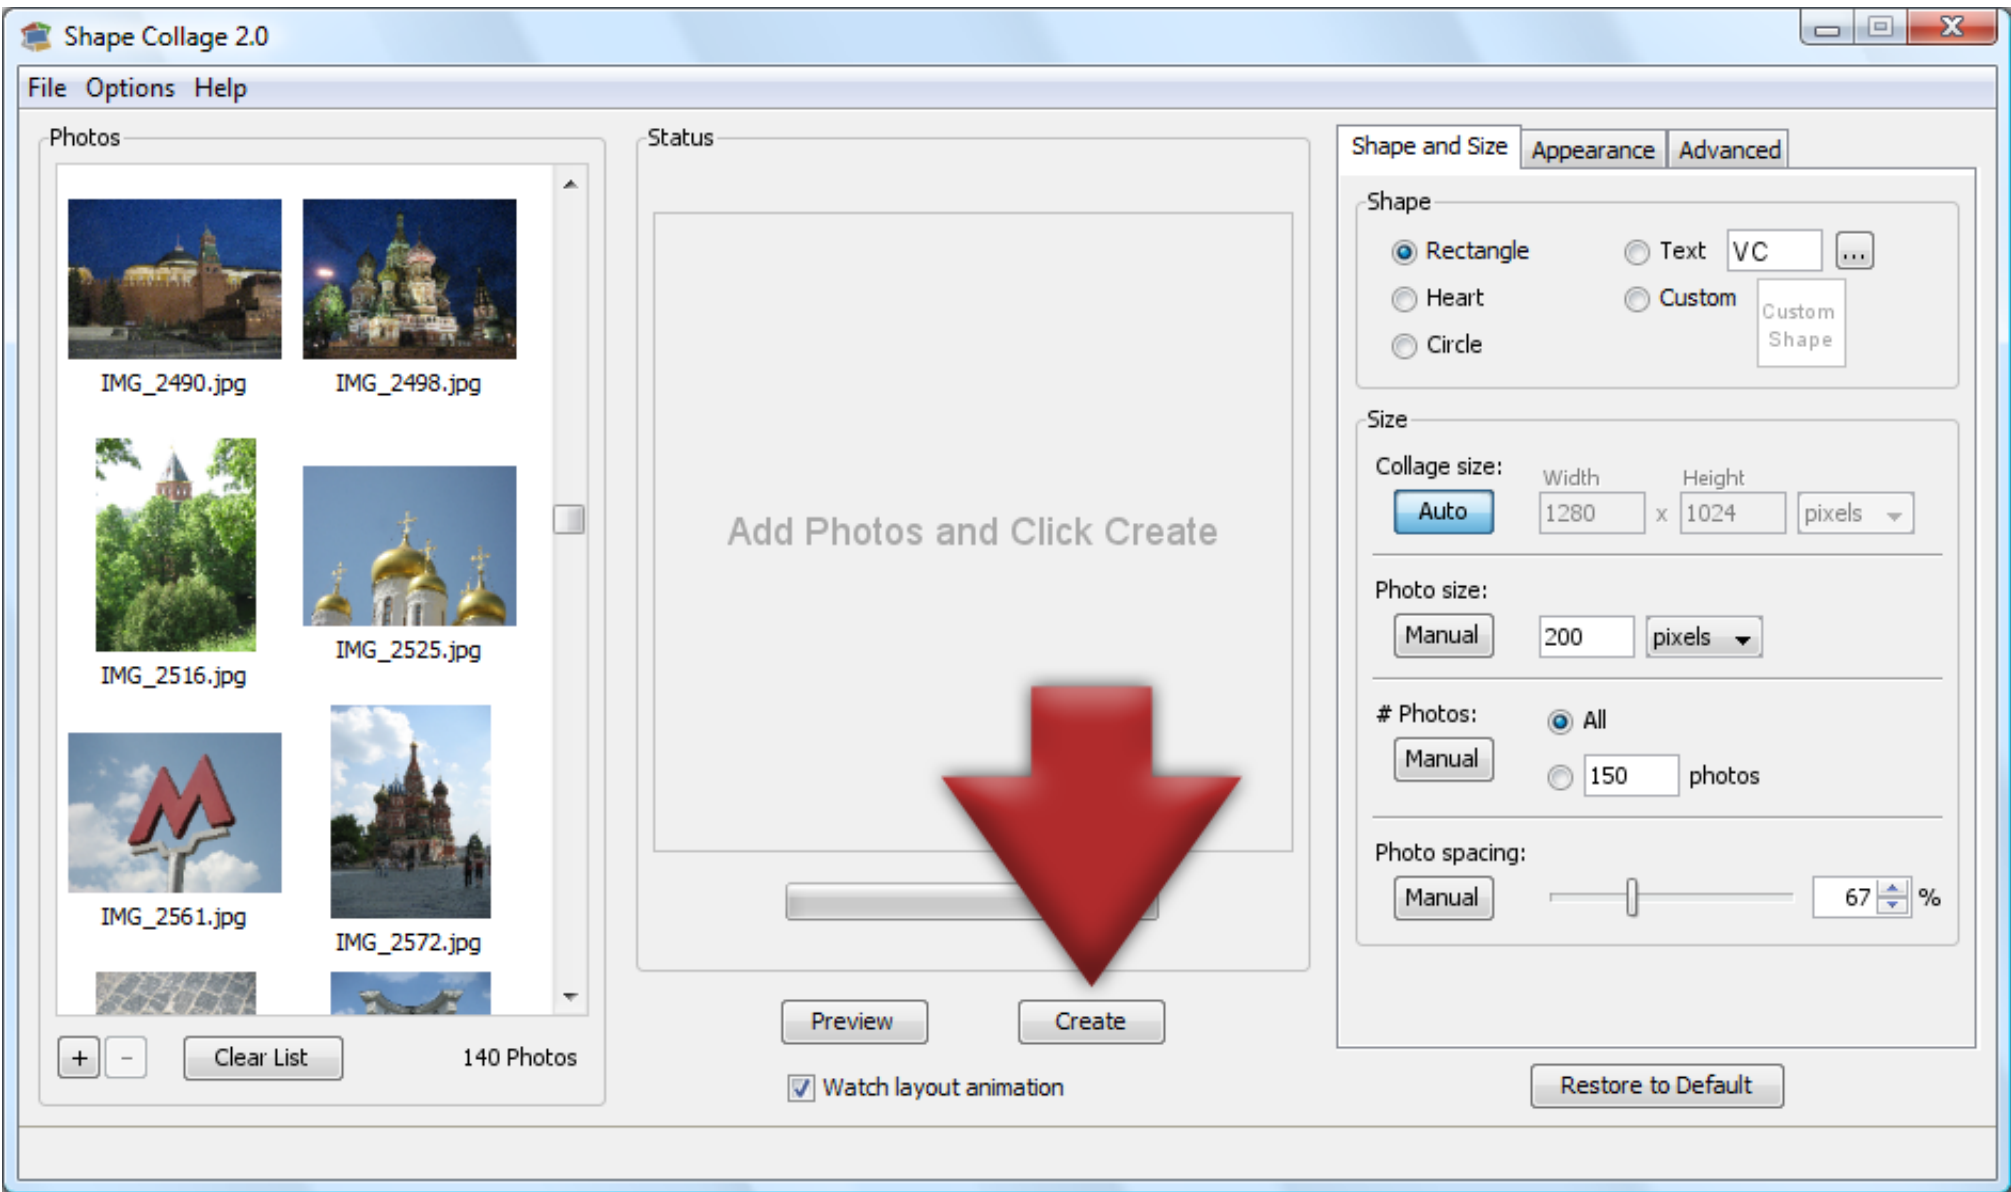 Shape Collage 2.0
File Options Help
Photos
IMG_2490.jpg
IMG_2498.jpg
IMG_2516.jpg
IMG_2525.jpg
M
IMG_2561.jpg
IMG_2572.jpg
+
-
Clear List
140 Photos
Status
Add Photos and Click Create
Preview
Create
Watch layout animation
Shape and Size
Appearance
Advanced
Shape
Rectangle
Heart
Circle
Text
VC
...
Custom
Custom
Shape
Size
Collage size:
Auto
Width
Height
1280 x 1024 pixels
Photo size:
Manual
200 pixels
# Photos:
Manual
All
150 photos
Photo spacing:
Manual
67 %
Restore to Default